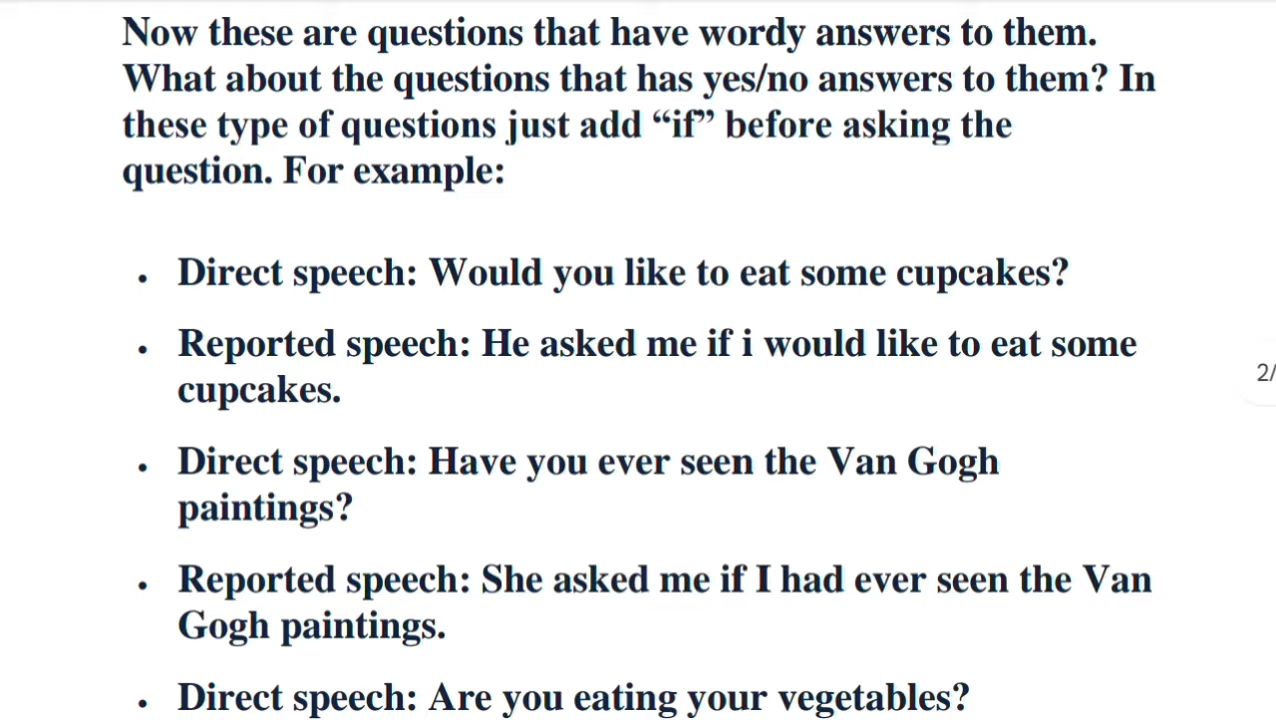 Now these are questions that have wordy answers to them.
What about the questions that has yes/no answers to them? In
these type of questions just add “if” before asking the
question. For example:
• Direct speech: Would you like to eat some cupcakes?
• Reported speech: He asked me if i would like to eat some
cupcakes.
2/
• Direct speech: Have you ever seen the Van Gogh
paintings?
• Reported speech: She asked me if I had ever seen the Van
Gogh paintings.
• Direct speech: Are you eating your vegetables?